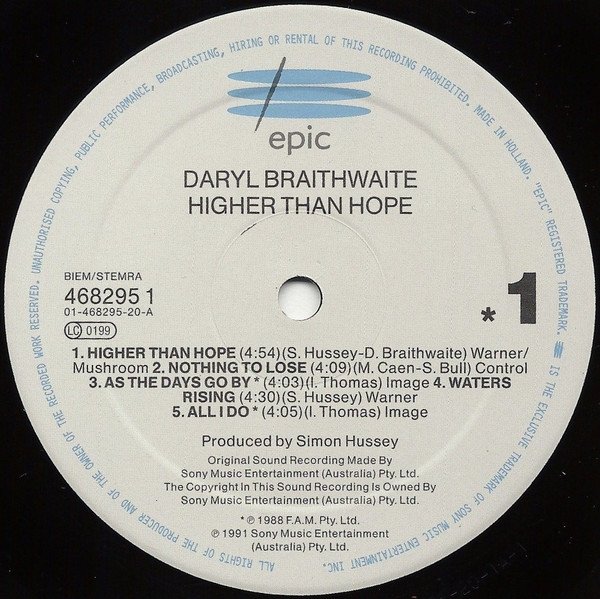 epic
DARYL BRAITHWAITE
HIGHER THAN HOPE
BIEM/STEMRA
468295 1
01-468295-20-A
LC 0199
* 1
1. HIGHER THAN HOPE (4:54)(S. Hussey-D. Braithwaite) Warner/
Mushroom 2. NOTHING TO LOSE (4:09)(M. Caen-S. Bull) Control
3. AS THE DAYS GO BY * (4:03)(I. Thomas) Image 4. WATERS
RISING (4:30)(S. Hussey) Warner
5. ALL I DO * (4:05)(I. Thomas) Image
Produced by Simon Hussey
Original Sound Recording Made By
Sony Music Entertainment (Australia) Pty. Ltd.
The Copyright In This Sound Recording Is Owned By
Sony Music Entertainment (Australia) Pty. Ltd.
* ℗ 1988 F.A.M. Pty. Ltd.
℗ 1991 Sony Music Entertainment
(Australia) Pty. Ltd.
ALL RIGHTS OF THE PRODUCER AND OF THE OWNER OF THE RECORDED WORK RESERVED. UNAUTHORISED COPYING, PUBLIC PERFORMANCE, BROADCASTING, HIRING OR RENTAL OF THIS RECORDING PROHIBITED. MADE IN HOLLAND. "EPIC" REGISTERED TRADEMARK IS THE EXCLUSIVE TRADEMARK OF SONY MUSIC ENTERTAINMENT INC.